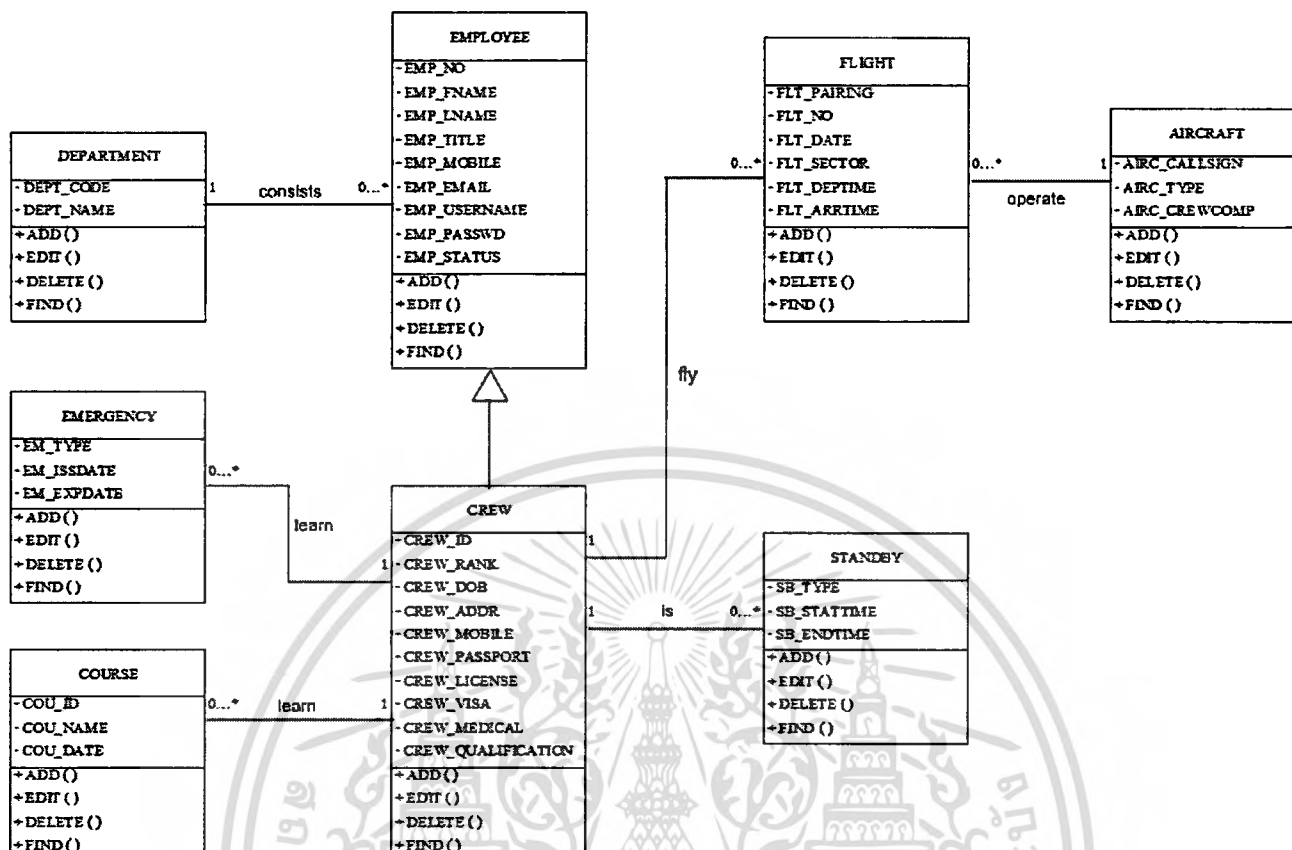 EMPLOYEE
-EMP_NO
-EMP_FNAME
-EMP_LNAME
-EMP_TITLE
-EMP_MOBILE
-EMP_EMAIL
-EMP_USERNAME
-EMP_PASSWD
-EMP_STATUS
+ADD()
+EDIT()
+DELETE()
+FIND()
FLIGHT
-FLT_PAIRING
-FLT_NO
-FLT_DATE
-FLT_SECTOR
-FLT_DEPTIME
-FLT_ARRTIME
+ADD()
+EDIT()
+DELETE()
+FIND()
AIRCRAFT
-AIRC_CALLSIGN
-AIRC_TYPE
-AIRC_CREWCOMP
+ADD()
+EDIT()
+DELETE()
+FIND()
DEPARTMENT
-DEPT_CODE
-DEPT_NAME
+ADD()
+EDIT()
+DELETE()
+FIND()
1 consists 0...*
0...*
0...* operate 1
fly
EMERGENCY
-EM_TYPE
-EM_ISSDATE
-EM_EXPDATE
+ADD()
+EDIT()
+DELETE()
+FIND()
0...*
learn
1
CREW
-CREW_ID
-CREW_RANK
-CREW_DOB
-CREW_ADDR
-CREW_MOBILE
-CREW_PASSPORT
-CREW_LICENSE
-CREW_VISA
-CREW_MEDICAL
-CREW_QUALIFICATION
+ADD()
+EDIT()
+DELETE()
+FIND()
1
1 is 0...*
STANDBY
-SB_TYPE
-SB_STATTIME
-SB_ENDTIME
+ADD()
+EDIT()
+DELETE()
+FIND()
COURSE
-COU_ID
-COU_NAME
-COU_DATE
+ADD()
+EDIT()
+DELETE()
+FIND()
0...* learn 1